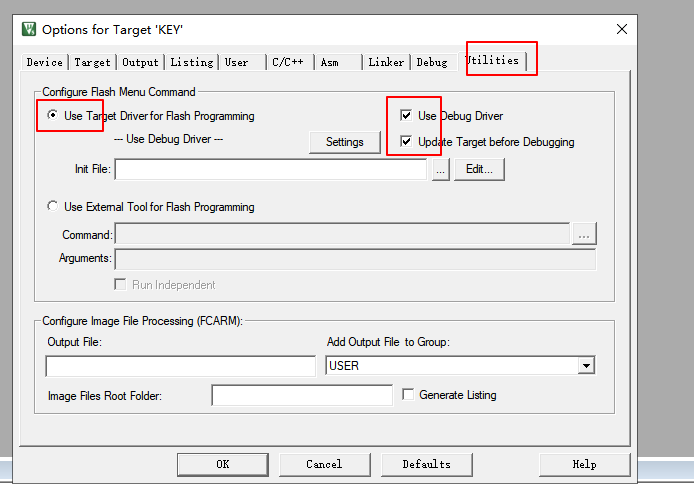 Options for Target 'KEY'
Device Target Output Listing User C/C++ Asm Linker Debug Utilities
Configure Flash Menu Command
Use Target Driver for Flash Programming Use Debug Driver
--- Use Debug Driver --- Settings Update Target before Debugging
Init File: ... Edit...
Use External Tool for Flash Programming
Command: ...
Arguments:
Run Independent
Configure Image File Processing (FCARM):
Output File: Add Output File to Group:
USER
Image Files Root Folder: Generate Listing
OK Cancel Defaults Help